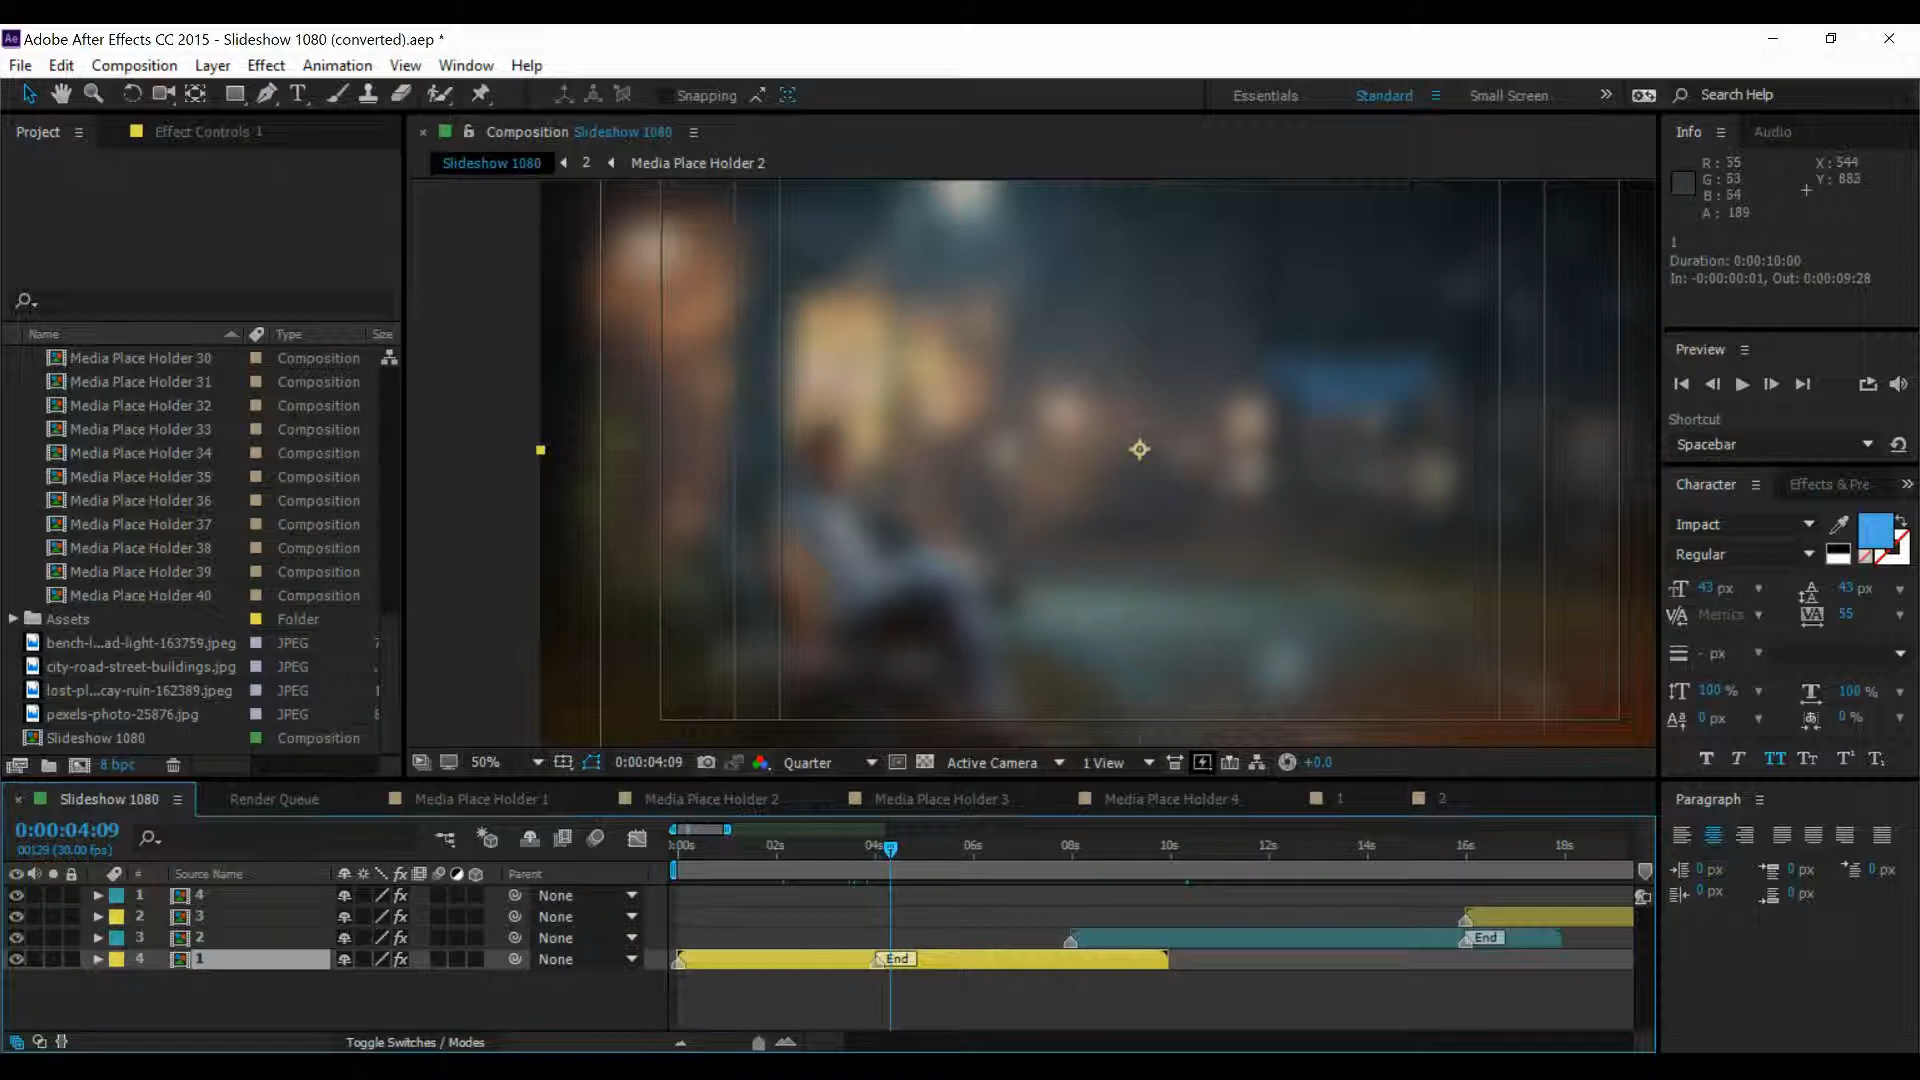 Adobe After Effects CC 2015 - Slideshow 1080 (converted).aep *
File Edit Composition Layer Effect Animation View Window Help
Snapping Essentials Standard Small Screen Search Help
Project Effect Controls 1
Composition Slideshow 1080
Slideshow 1080 2 Media Place Holder 2
Info Audio
R : 55 X : 544
G : 53 Y : 883
B : 54
A : 189
1
Duration: 0:00:10:00
In: -0:00:00:01, Out: 0:00:09:28
Preview
Shortcut
Spacebar
Name Type Size
Media Place Holder 30 Composition
Media Place Holder 31 Composition
Media Place Holder 32 Composition
Media Place Holder 33 Composition
Media Place Holder 34 Composition
Media Place Holder 35 Composition
Media Place Holder 36 Composition
Media Place Holder 37 Composition
Media Place Holder 38 Composition
Media Place Holder 39 Composition
Media Place Holder 40 Composition
Assets Folder
bench-l...ad-light-163759.jpeg JPEG
city-road-street-buildings.jpg JPEG
lost-pl...cay-ruin-162389.jpeg JPEG
pexels-photo-25876.jpg JPEG
Slideshow 1080 Composition
8 bpc
Character Effects & Pre
Impact
Regular
43 px 43 px
Metrics 55
- px
100 % 100 %
0 px 0 %
50% 0:00:04:09 Quarter Active Camera 1 View +0.0
Slideshow 1080 Render Queue Media Place Holder 1 Media Place Holder 2 Media Place Holder 3 Media Place Holder 4 1 2
0:00:04:09
00129 (30.00 fps)
:00s 02s 04s 06s 08s 10s 12s 14s 16s 18s
# Source Name Parent
1 4 None
2 3 None
3 2 None End
4 1 None End
Toggle Switches / Modes
Paragraph
0 px 0 px 0 px
0 px 0 px